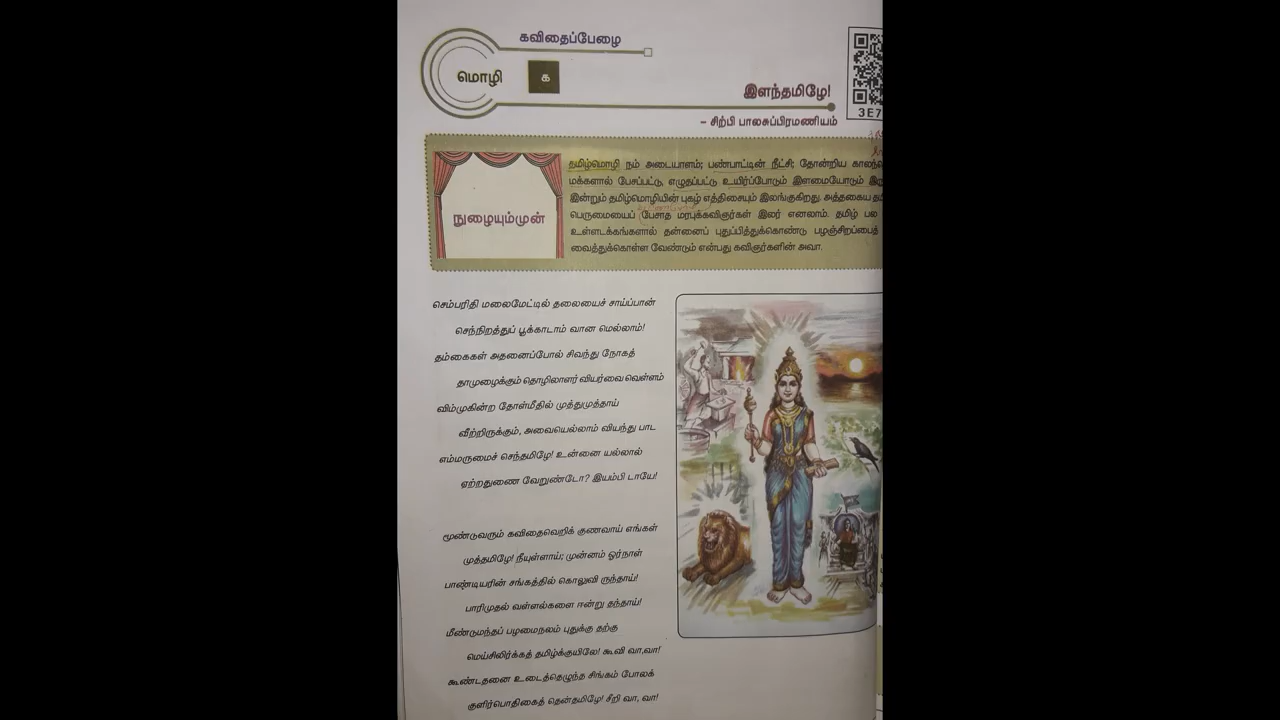 கவிதைப்பேழை
மொழி
க
இளந்தமிழே!
– சிற்பி பாலசுப்பிரமணியம்
3E7
நுழையும்முன்
தமிழ்மொழி நம் அடையாளம்; பண்பாட்டின் நீட்சி; தோன்றிய
மக்களால் பேசப்பட்டு, எழுதப்பட்டு உயிர்ப்போடும் இளமையோடும்
இன்றும் தமிழ்மொழியின் புகழ் எத்திசையும் இலங்குகிறது. அத்தகைய
பெருமையைப் பேசாத மரபுக்கவிஞர்கள் இலர் எனலாம். தமிழ் பல
உள்ளடக்கங்களால் தன்னைப் புதுப்பித்துக்கொண்டு பழஞ்சிறப்பைத்
வைத்துக்கொள்ள வேண்டும் என்பது கவிஞர்களின் அவா.
செம்பரிதி மலைமேட்டில் தலையைச் சாய்ப்பான்
செந்நிறத்துப் பூக்காடாம் வான மெல்லாம்!
தம்கைகள் அதனைப்போல் சிவந்து நோகத்
தாமுழைக்கும் தொழிலாளர் வியர்வை வெள்ளம்
விம்முகின்ற தோள்மீதில் முத்துமுத்தாய்
வீற்றிருக்கும், அவையெல்லாம் வியந்து பாட
எம்மருமைச் செந்தமிழே! உன்னை யல்லால்
ஏற்றதுணை வேறுண்டோ? இயம்பி டாயே!
மூண்டுவரும் கவிதைவெறிக் குணவாய் எங்கள்
முத்தமிழே! நீயுள்ளாய்; முன்னம் ஓர்நாள்
பாண்டியரின் சங்கத்தில் கொலுவி ருந்தாய்!
பாரிமுதல் வள்ளல்களை ஈன்று தந்தாய்!
மீண்டுமந்தப் பழமைநலம் புதுக்கு தற்கு
மெய்சிலிர்க்கத் தமிழ்க்குயிலே! கூவி வா,வா!
கூண்டதனை உடைத்தெழுந்த சிங்கம் போலக்
குளிர்பொதிகைத் தென்தமிழே! சீறி வா, வா!